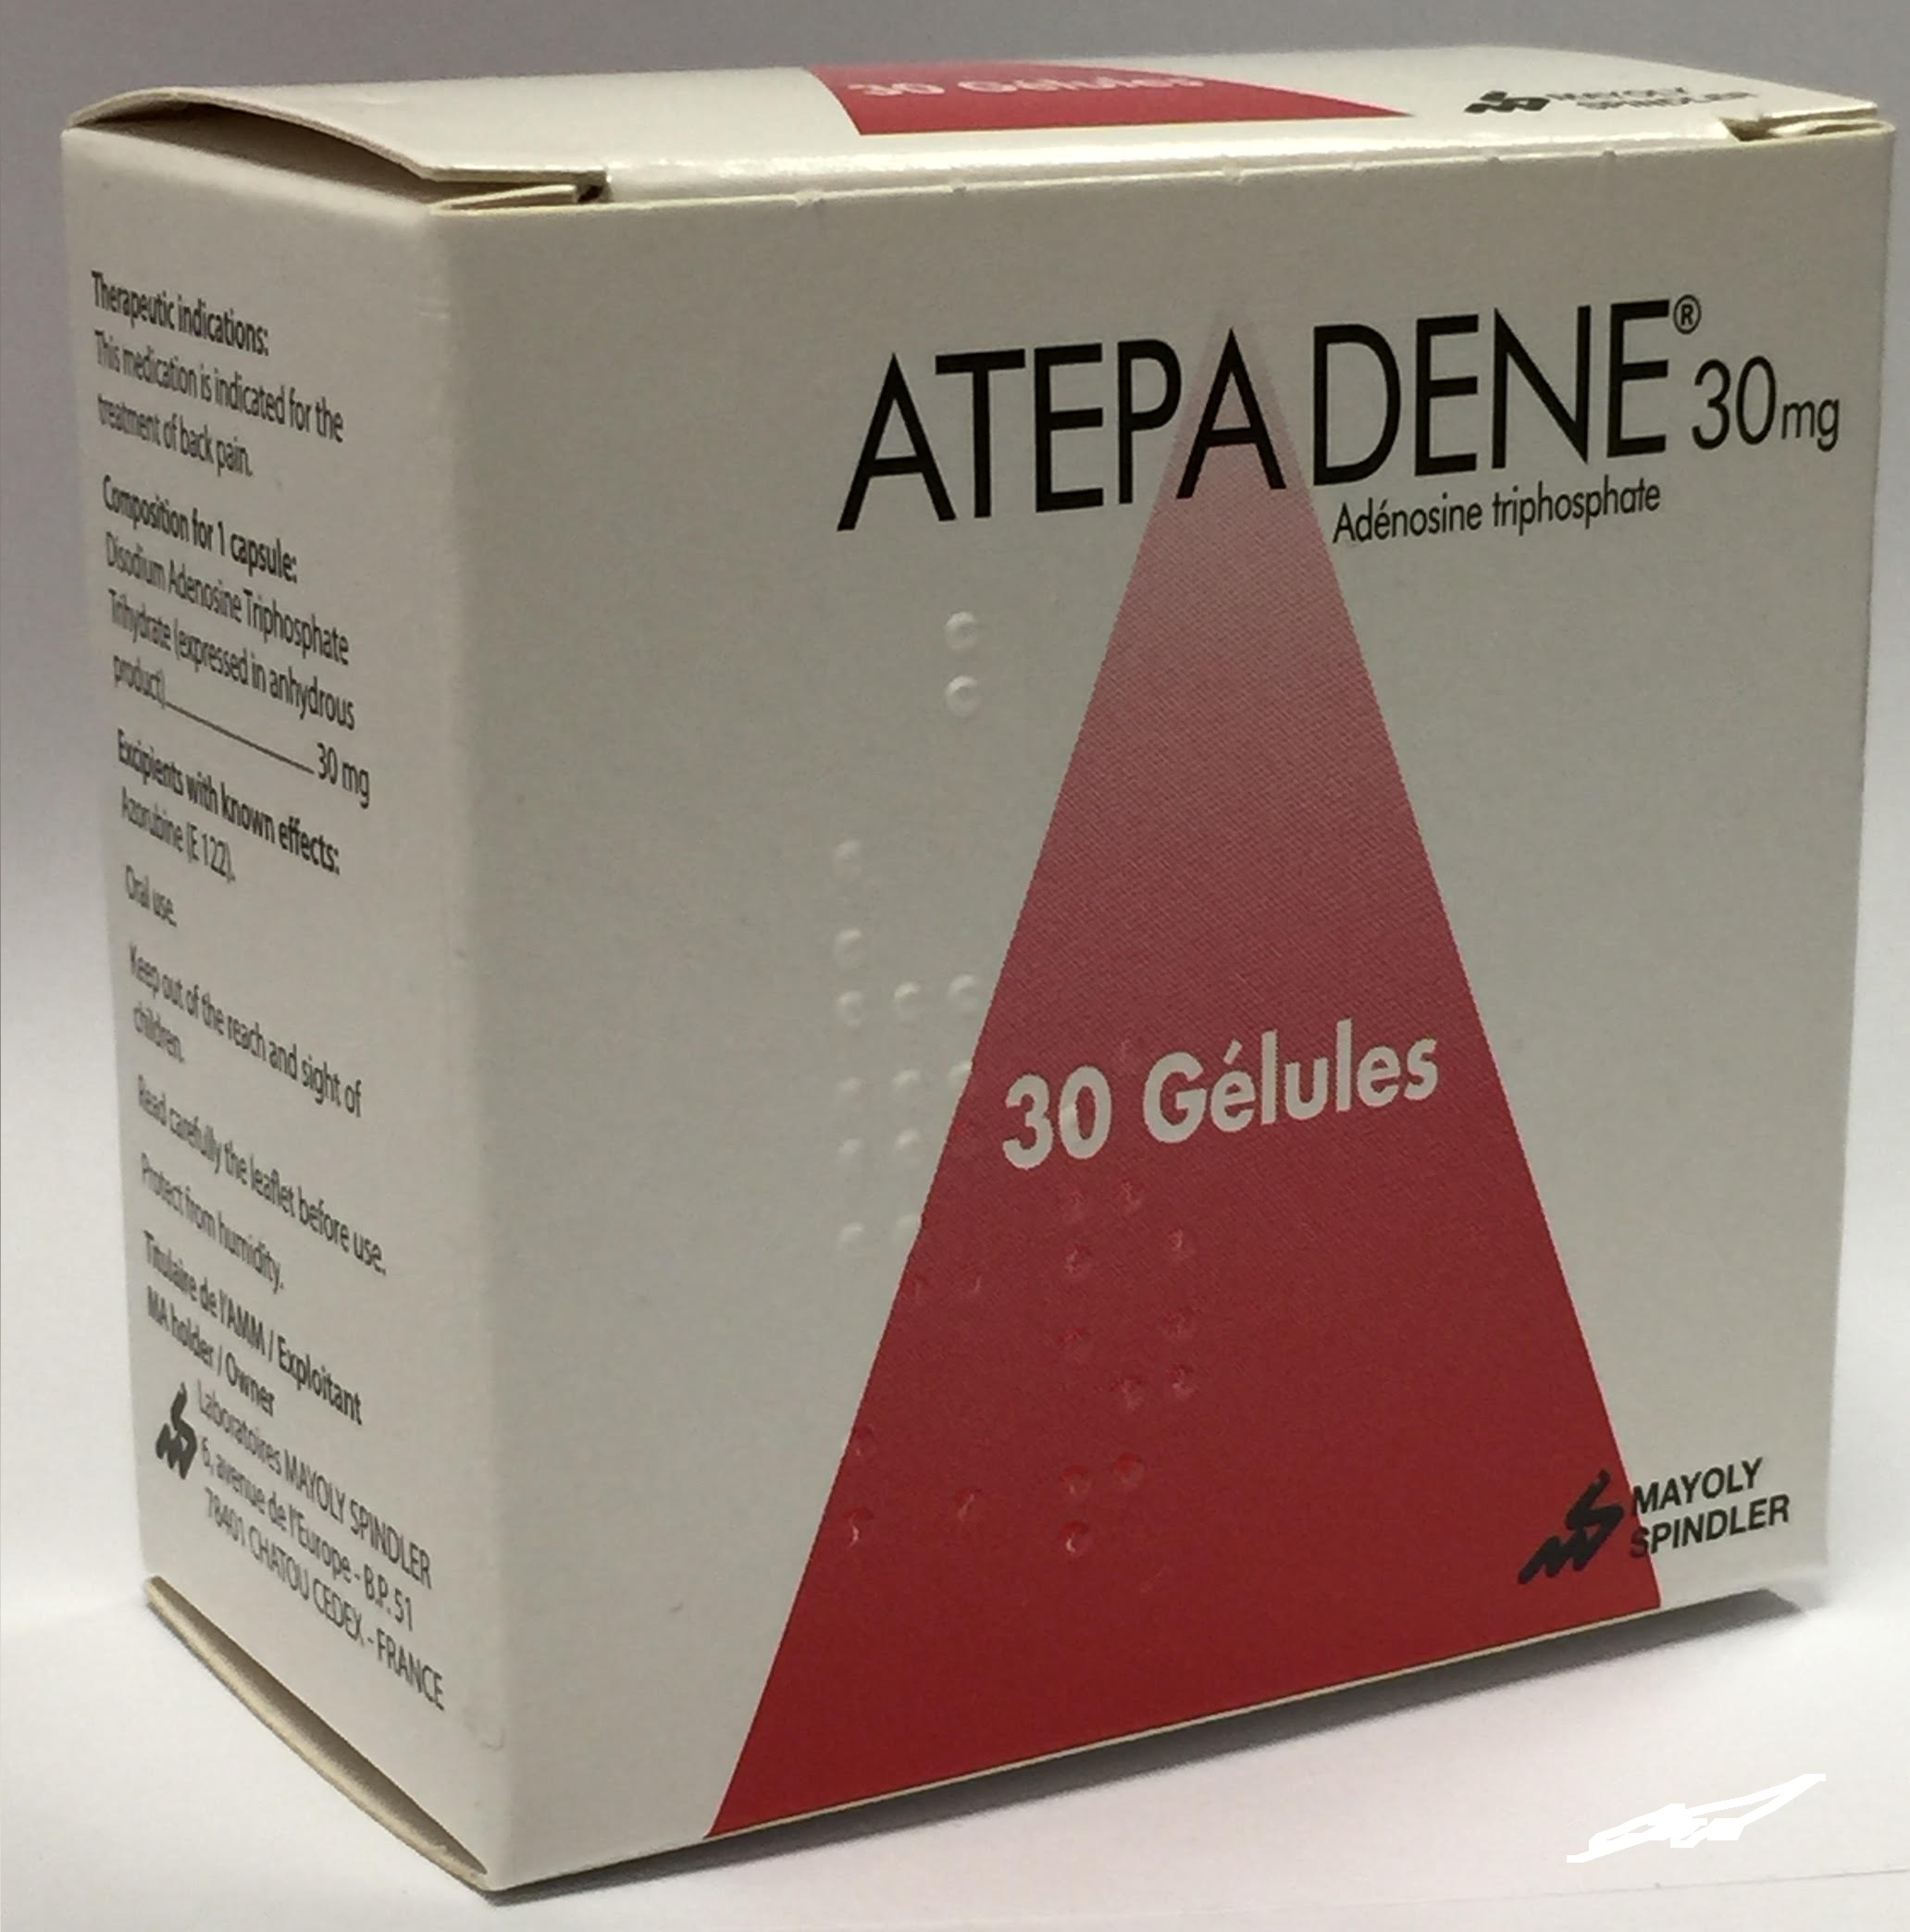 30 Gélules
MAYOLY
SPINDLER
Therapeutic indications:
This medication is indicated for the
treatment of back pain.
Composition for 1 capsule:
Disodium Adenosine Triphosphate
Trihydrate (expressed in anhydrous
product) 30 mg
Excipients with known effects:
Azorubine (E 122).
Oral use.
Keep out of the reach and sight of
children.
Read carefully the leaflet before use.
Protect from humidity.
Titulaire de l'AMM / Exploitant
MA holder / Owner
Laboratoires MAYOLY SPINDLER
6, avenue de l'Europe - B.P. 51
78401 CHATOU CEDEX - FRANCE
ATEPADENE® 30 mg
Adénosine triphosphate
30 Gélules
MAYOLY
SPINDLER